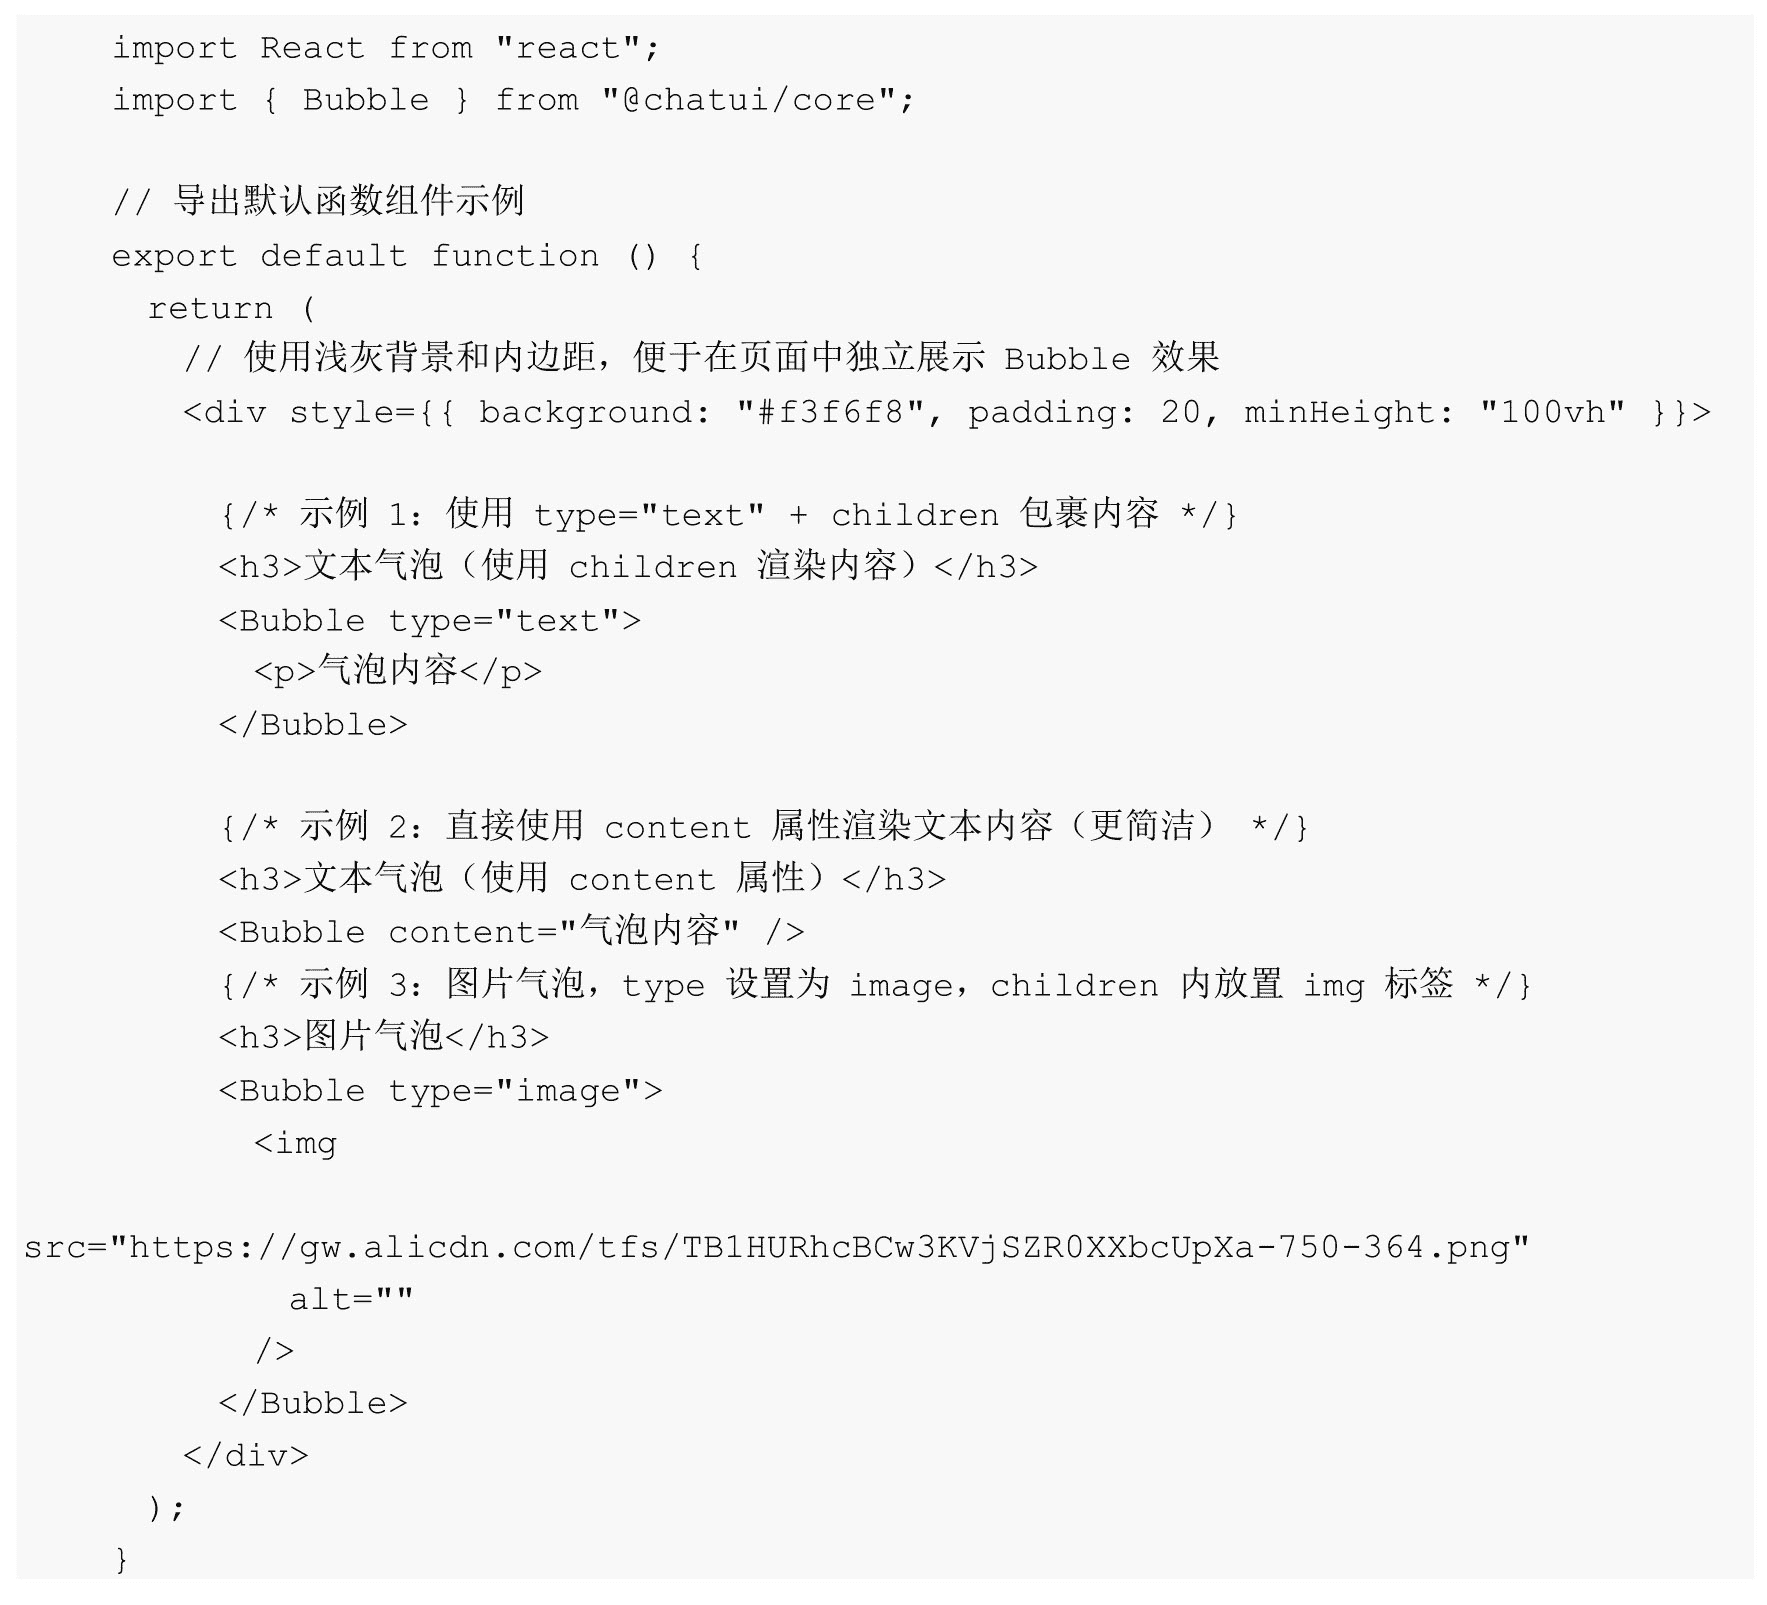 import React from "react";
import { Bubble } from "@chatui/core";
// 导出默认函数组件示例
export default function () {
return (
// 使用浅灰背景和内边距，便于在页面中独立展示 Bubble 效果
<div style={{ background: "#f3f6f8", padding: 20, minHeight: "100vh" }}>
{/* 示例 1：使用 type="text" + children 包裹内容 */}
<h3>文本气泡（使用 children 渲染内容）</h3>
<Bubble type="text">
<p>气泡内容</p>
</Bubble>
{/* 示例 2：直接使用 content 属性渲染文本内容（更简洁） */}
<h3>文本气泡（使用 content 属性）</h3>
<Bubble content="气泡内容" />
{/* 示例 3：图片气泡，type 设置为 image，children 内放置 img 标签 */}
<h3>图片气泡</h3>
<Bubble type="image">
<img
src="https://gw.alicdn.com/tfs/TB1HURhcBCw3KVjSZR0XXbcUpXa-750-364.png"
alt=""
/>
</Bubble>
</div>
);
}